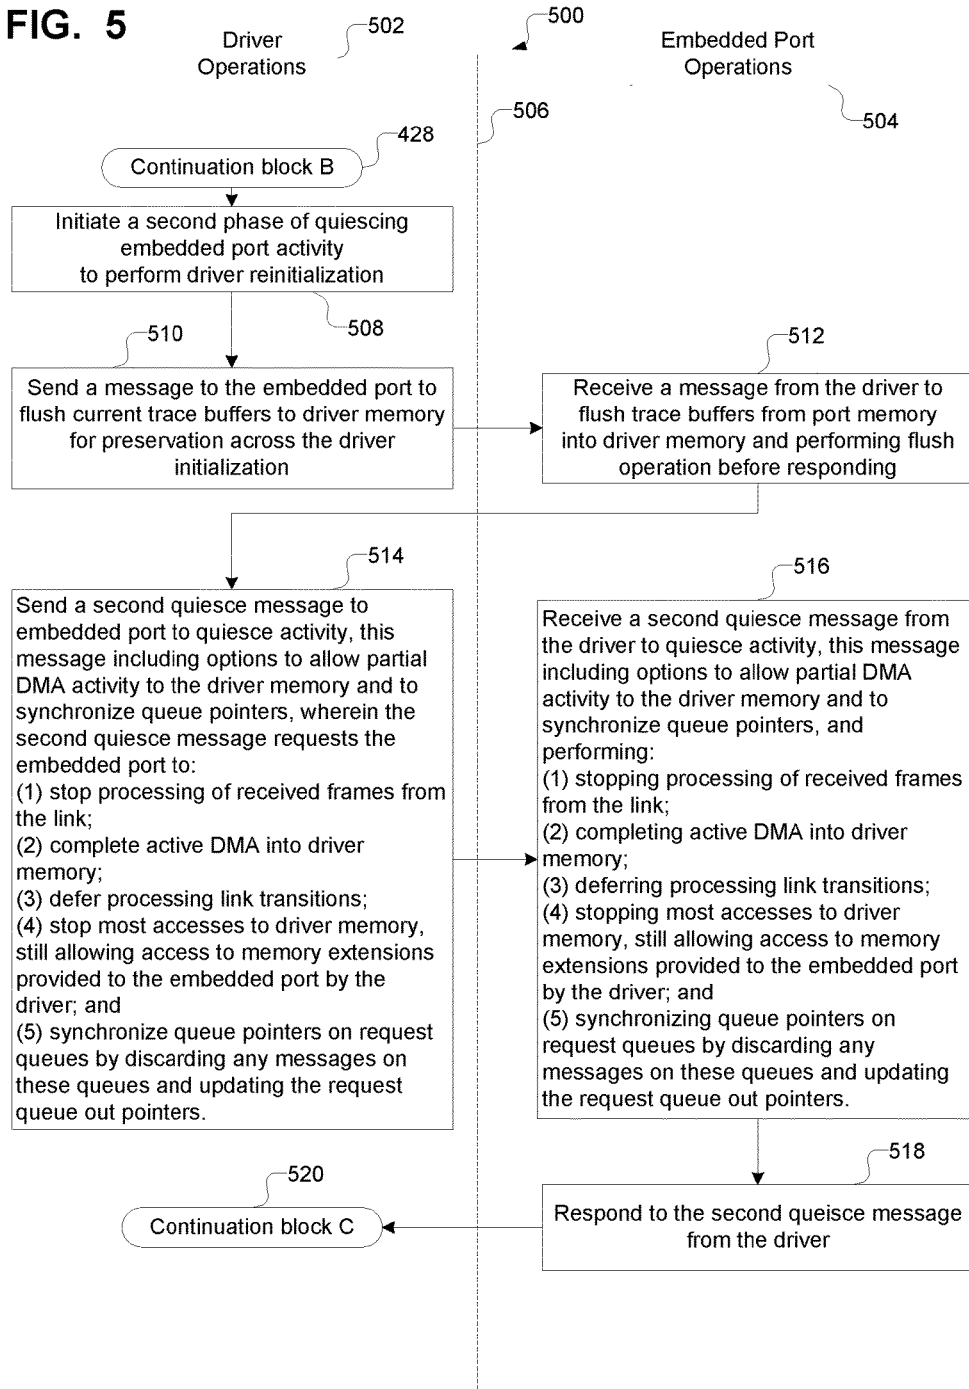 FIG. 5
Driver
Operations
502
500
Embedded Port
Operations
504
506
428
Continuation block B
Initiate a second phase of quiescing
embedded port activity
to perform driver reinitialization
508
510
Send a message to the embedded port to
flush current trace buffers to driver memory
for preservation across the driver
initialization
512
Receive a message from the driver to
flush trace buffers from port memory
into driver memory and performing flush
operation before responding
514
Send a second quiesce message to
embedded port to quiesce activity, this
message including options to allow partial
DMA activity to the driver memory and to
synchronize queue pointers, wherein the
second quiesce message requests the
embedded port to:
(1) stop processing of received frames from
the link;
(2) complete active DMA into driver
memory;
(3) defer processing link transitions;
(4) stop most accesses to driver memory,
still allowing access to memory extensions
provided to the embedded port by the
driver; and
(5) synchronize queue pointers on request
queues by discarding any messages on
these queues and updating the request
queue out pointers.
516
Receive a second quiesce message from
the driver to quiesce activity, this message
including options to allow partial DMA
activity to the driver memory and to
synchronize queue pointers, and
performing:
(1) stopping processing of received frames
from the link;
(2) completing active DMA into driver
memory;
(3) deferring processing link transitions;
(4) stopping most accesses to driver
memory, still allowing access to memory
extensions provided to the embedded port
by the driver; and
(5) synchronizing queue pointers on
request queues by discarding any
messages on these queues and updating
the request queue out pointers.
518
Respond to the second queisce message
from the driver
520
Continuation block C